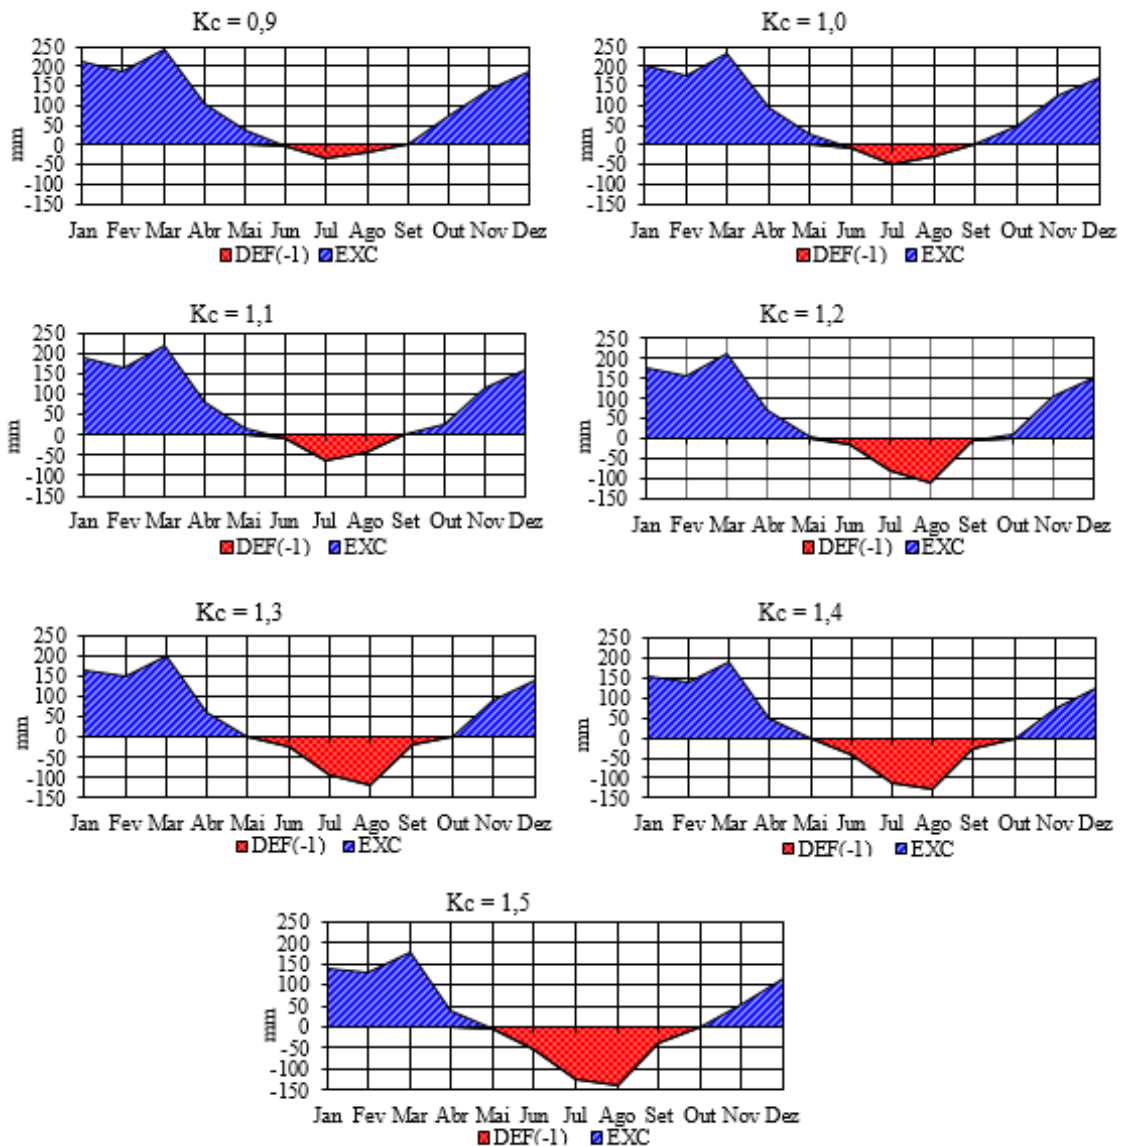 Kc = 0,9
250
200
150
100
50
0
-50
-100
-150
mm
Jan Fev Mar Abr Mai Jun Jul Ago Set Out Nov Dez
DEF(-1) EXC
Kc = 1,0
250
200
150
100
50
0
-50
-100
-150
mm
Jan Fev Mar Abr Mai Jun Jul Ago Set Out Nov Dez
DEF(-1) EXC
Kc = 1,1
250
200
150
100
50
0
-50
-100
-150
mm
Jan Fev Mar Abr Mai Jun Jul Ago Set Out Nov Dez
DEF(-1) EXC
Kc = 1,2
250
200
150
100
50
0
-50
-100
-150
mm
Jan Fev Mar Abr Mai Jun Jul Ago Set Out Nov Dez
DEF(-1) EXC
Kc = 1,3
250
200
150
100
50
0
-50
-100
-150
mm
Jan Fev Mar Abr Mai Jun Jul Ago Set Out Nov Dez
DEF(-1) EXC
Kc = 1,4
250
200
150
100
50
0
-50
-100
-150
mm
Jan Fev Mar Abr Mai Jun Jul Ago Set Out Nov Dez
DEF(-1) EXC
Kc = 1,5
250
200
150
100
50
0
-50
-100
-150
mm
Jan Fev Mar Abr Mai Jun Jul Ago Set Out Nov Dez
DEF(-1) EXC